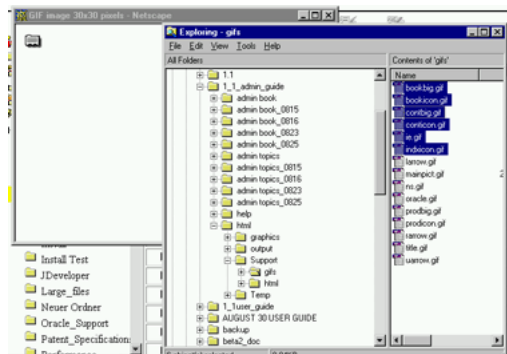 GIF image 30x30 pixels - Netscape
Exploring - gifs
File Edit View Tools Help
All Folders
Contents of 'gifs'
Name
1.1
1_1_admin_guide
admin book
admin book_0815
admin book_0816
admin book_0823
admin book_0825
admin topics
admin topics_0815
admin topics_0816
admin topics_0823
admin topics_0825
help
html
graphics
output
Support
gifs
html
Temp
1_1user_guide
AUGUST 30 USER GUIDE
backup
beta2_doc
bookbig.gif
bookicon.gif
contbig.gif
conticon.gif
ie.gif
indxicon.gif
larrow.gif
mainpict.gif
ns.gif
oracle.gif
prodbig.gif
prodicon.gif
rarrow.gif
title.gif
uarrow.gif
Install Test
JDeveloper
Large_files
Neuer Ordner
Oracle_Support
Patent_Specification